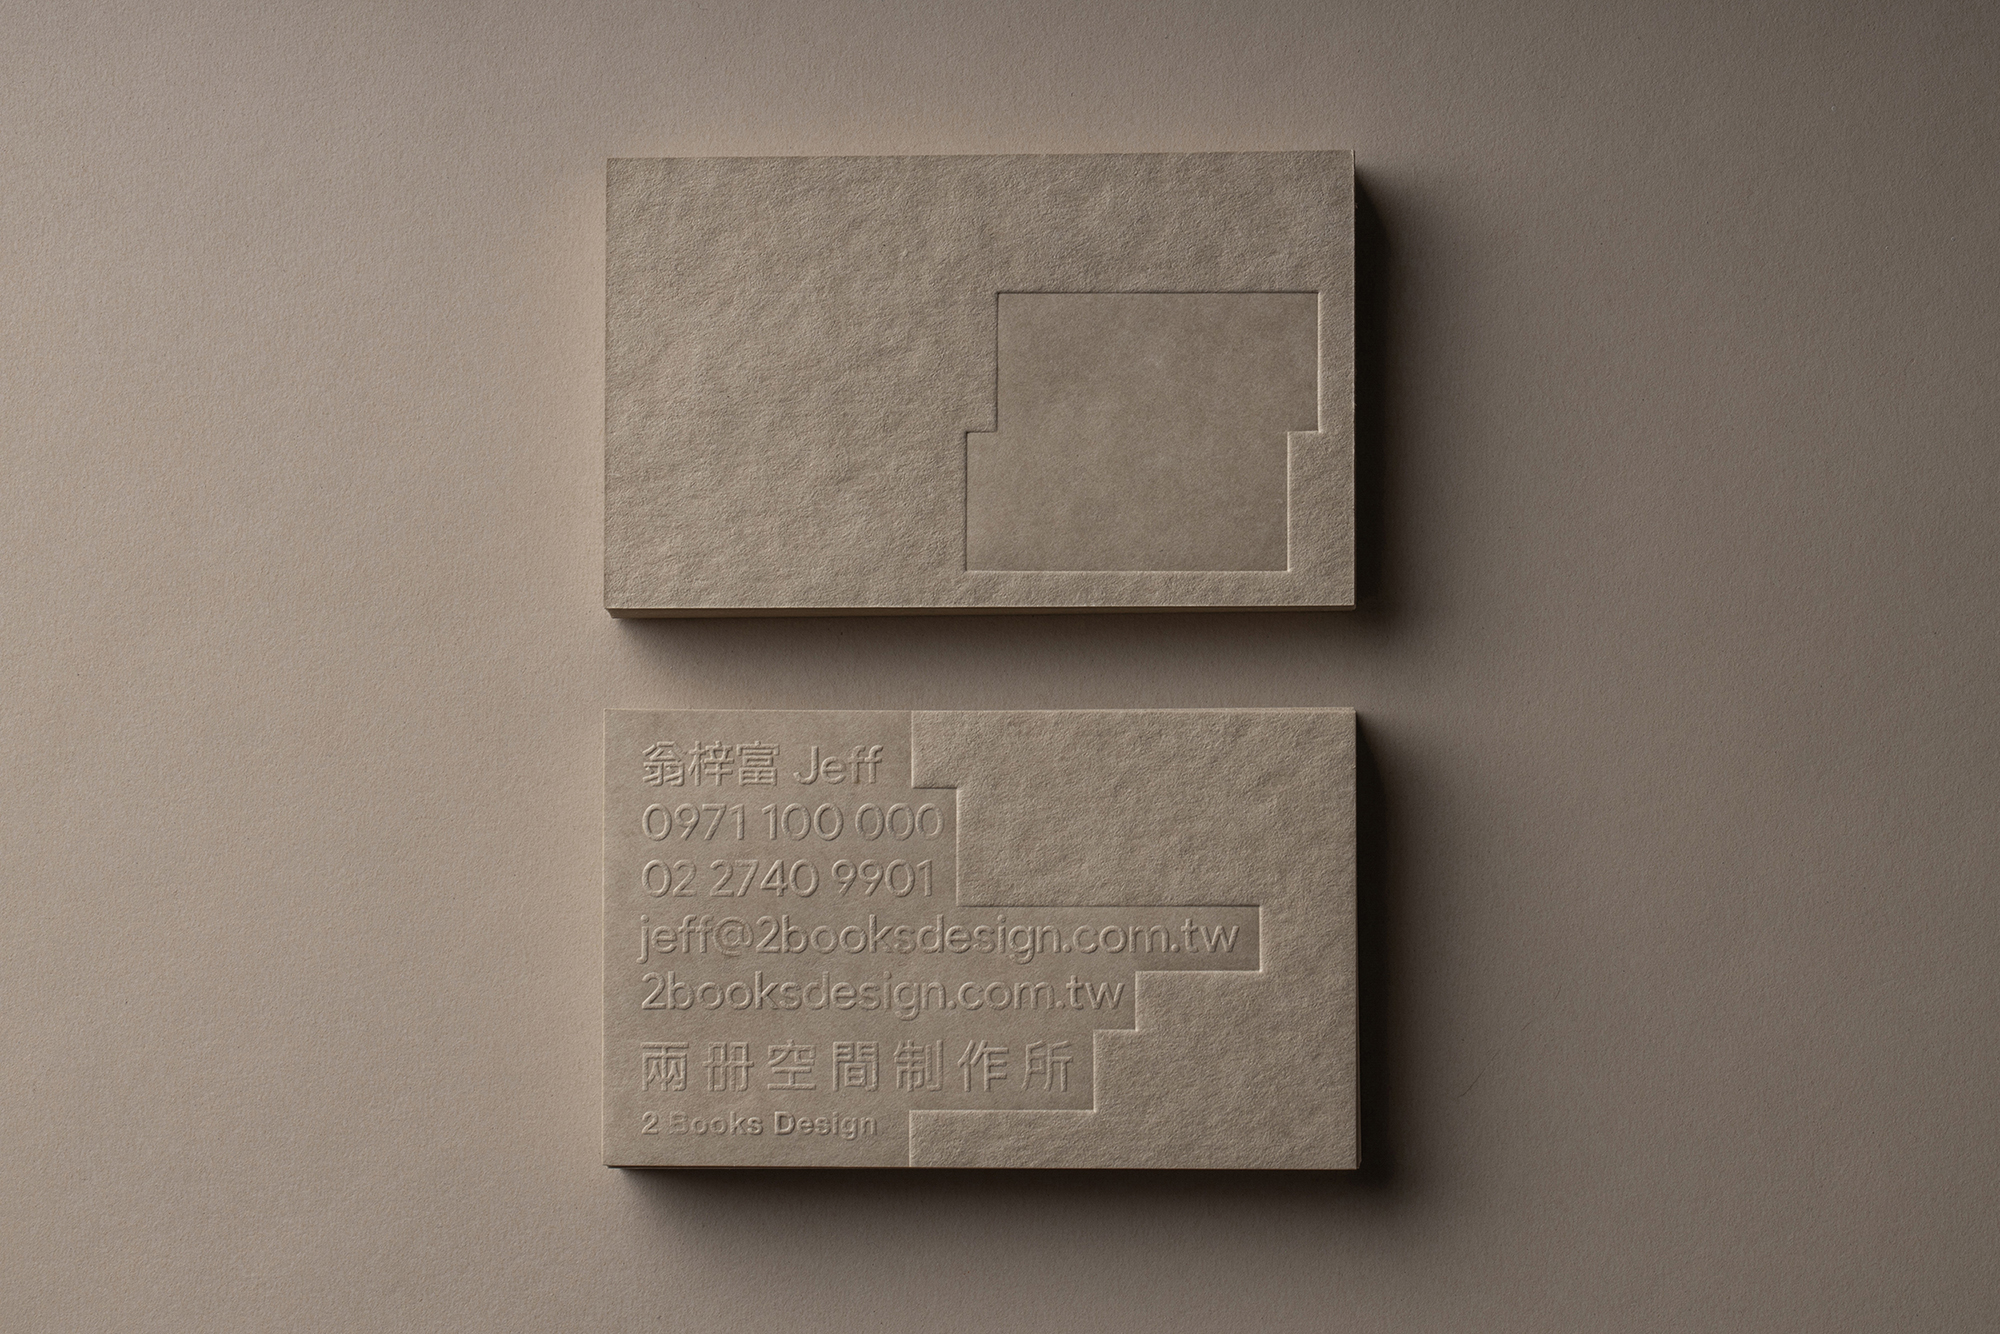 翁梓富 Jeff
0971 100 000
02 2740 9901
jeff@2booksdesign.com.tw
2booksdesign.com.tw
兩冊空間制作所
2 Books Design